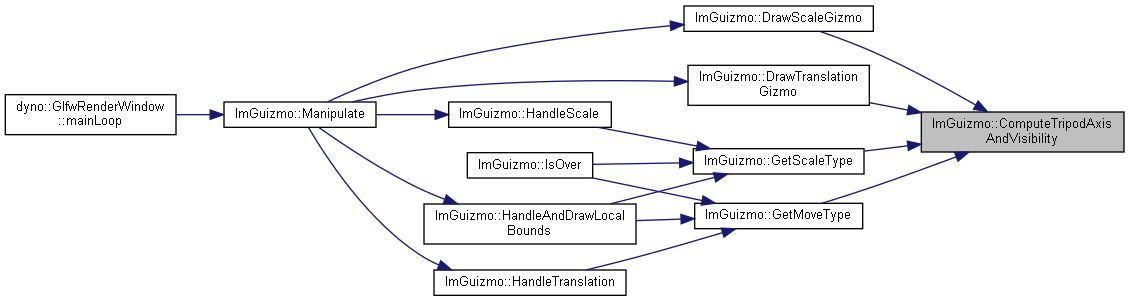 ImGuizmo::DrawScaleGizmo
ImGuizmo::DrawTranslation
Gizmo
dyno::GlfwRenderWindow
::mainLoop
ImGuizmo::Manipulate
ImGuizmo::HandleScale
ImGuizmo::ComputeTripodAxis
AndVisibility
ImGuizmo::IsOver
ImGuizmo::GetScaleType
ImGuizmo::HandleAndDrawLocal
Bounds
ImGuizmo::GetMoveType
ImGuizmo::HandleTranslation